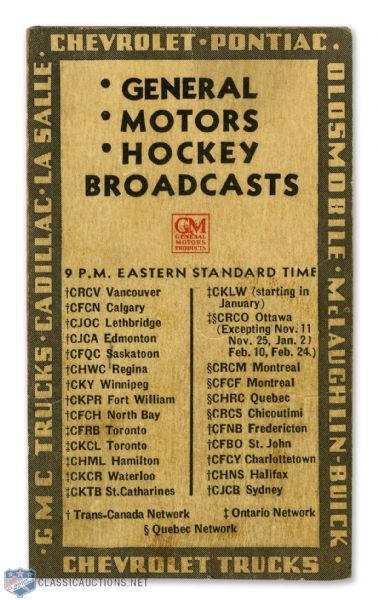 CHEVROLET · PONTIAC ·
OLDSMOBILE · McLAUGHLIN-BUICK
GMC TRUCKS · CADILLAC · LA SALLE ·
• GENERAL
• MOTORS
• HOCKEY
BROADCASTS
GM
GENERAL
MOTORS
PRODUCTS
9 P.M. EASTERN STANDARD TIME
†CRCV Vancouver
†CFCN Calgary
†CJOC Lethbridge
†CJCA Edmonton
†CFQC Saskatoon
†CHWC Regina
†CKY Winnipeg
†CKPR Fort William
†CFCH North Bay
‡CFRB Toronto
‡CKCL Toronto
‡CHML Hamilton
‡CKCR Waterloo
‡CKTB St.Catharines
‡CKLW (starting in
January)
‡§CRCO Ottawa
(Excepting Nov. 11
Nov. 25, Jan. 2)
Feb. 10, Feb. 24.)
§CRCM Montreal
§CFCF Montreal
§CHRC Quebec
§CRCS Chicoutimi
†CFNB Fredericton
†CFBO St. John
†CFCY Charlottetown
†CHNS Halifax
†CJCB Sydney
† Trans-Canada Network
‡ Ontario Network
§ Quebec Network
CHEVROLET TRUCKS ·
CLASSICAUCTIONS.NET